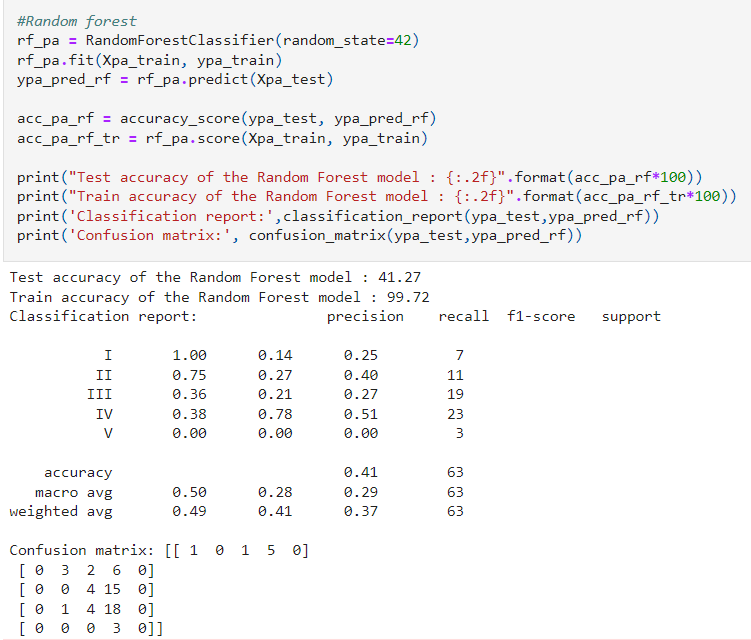 #Random forest
rf_pa = RandomForestClassifier(random_state=42)
rf_pa.fit(Xpa_train, ypa_train)
ypa_pred_rf = rf_pa.predict(Xpa_test)

acc_pa_rf = accuracy_score(ypa_test, ypa_pred_rf)
acc_pa_rf_tr = rf_pa.score(Xpa_train, ypa_train)

print("Test accuracy of the Random Forest model : {:.2f}".format(acc_pa_rf*100))
print("Train accuracy of the Random Forest model : {:.2f}".format(acc_pa_rf_tr*100))
print('Classification report:',classification_report(ypa_test,ypa_pred_rf))
print('Confusion matrix:', confusion_matrix(ypa_test,ypa_pred_rf))

Test accuracy of the Random Forest model : 41.27
Train accuracy of the Random Forest model : 99.72
Classification report:               precision    recall  f1-score   support

           I       1.00      0.14      0.25         7
          II       0.75      0.27      0.40        11
         III       0.36      0.21      0.27        19
          IV       0.38      0.78      0.51        23
           V       0.00      0.00      0.00         3

    accuracy                           0.41        63
   macro avg       0.50      0.28      0.29        63
weighted avg       0.49      0.41      0.37        63

Confusion matrix: [[ 1  0  1  5  0]
 [ 0  3  2  6  0]
 [ 0  0  4 15  0]
 [ 0  1  4 18  0]
 [ 0  0  0  3  0]]